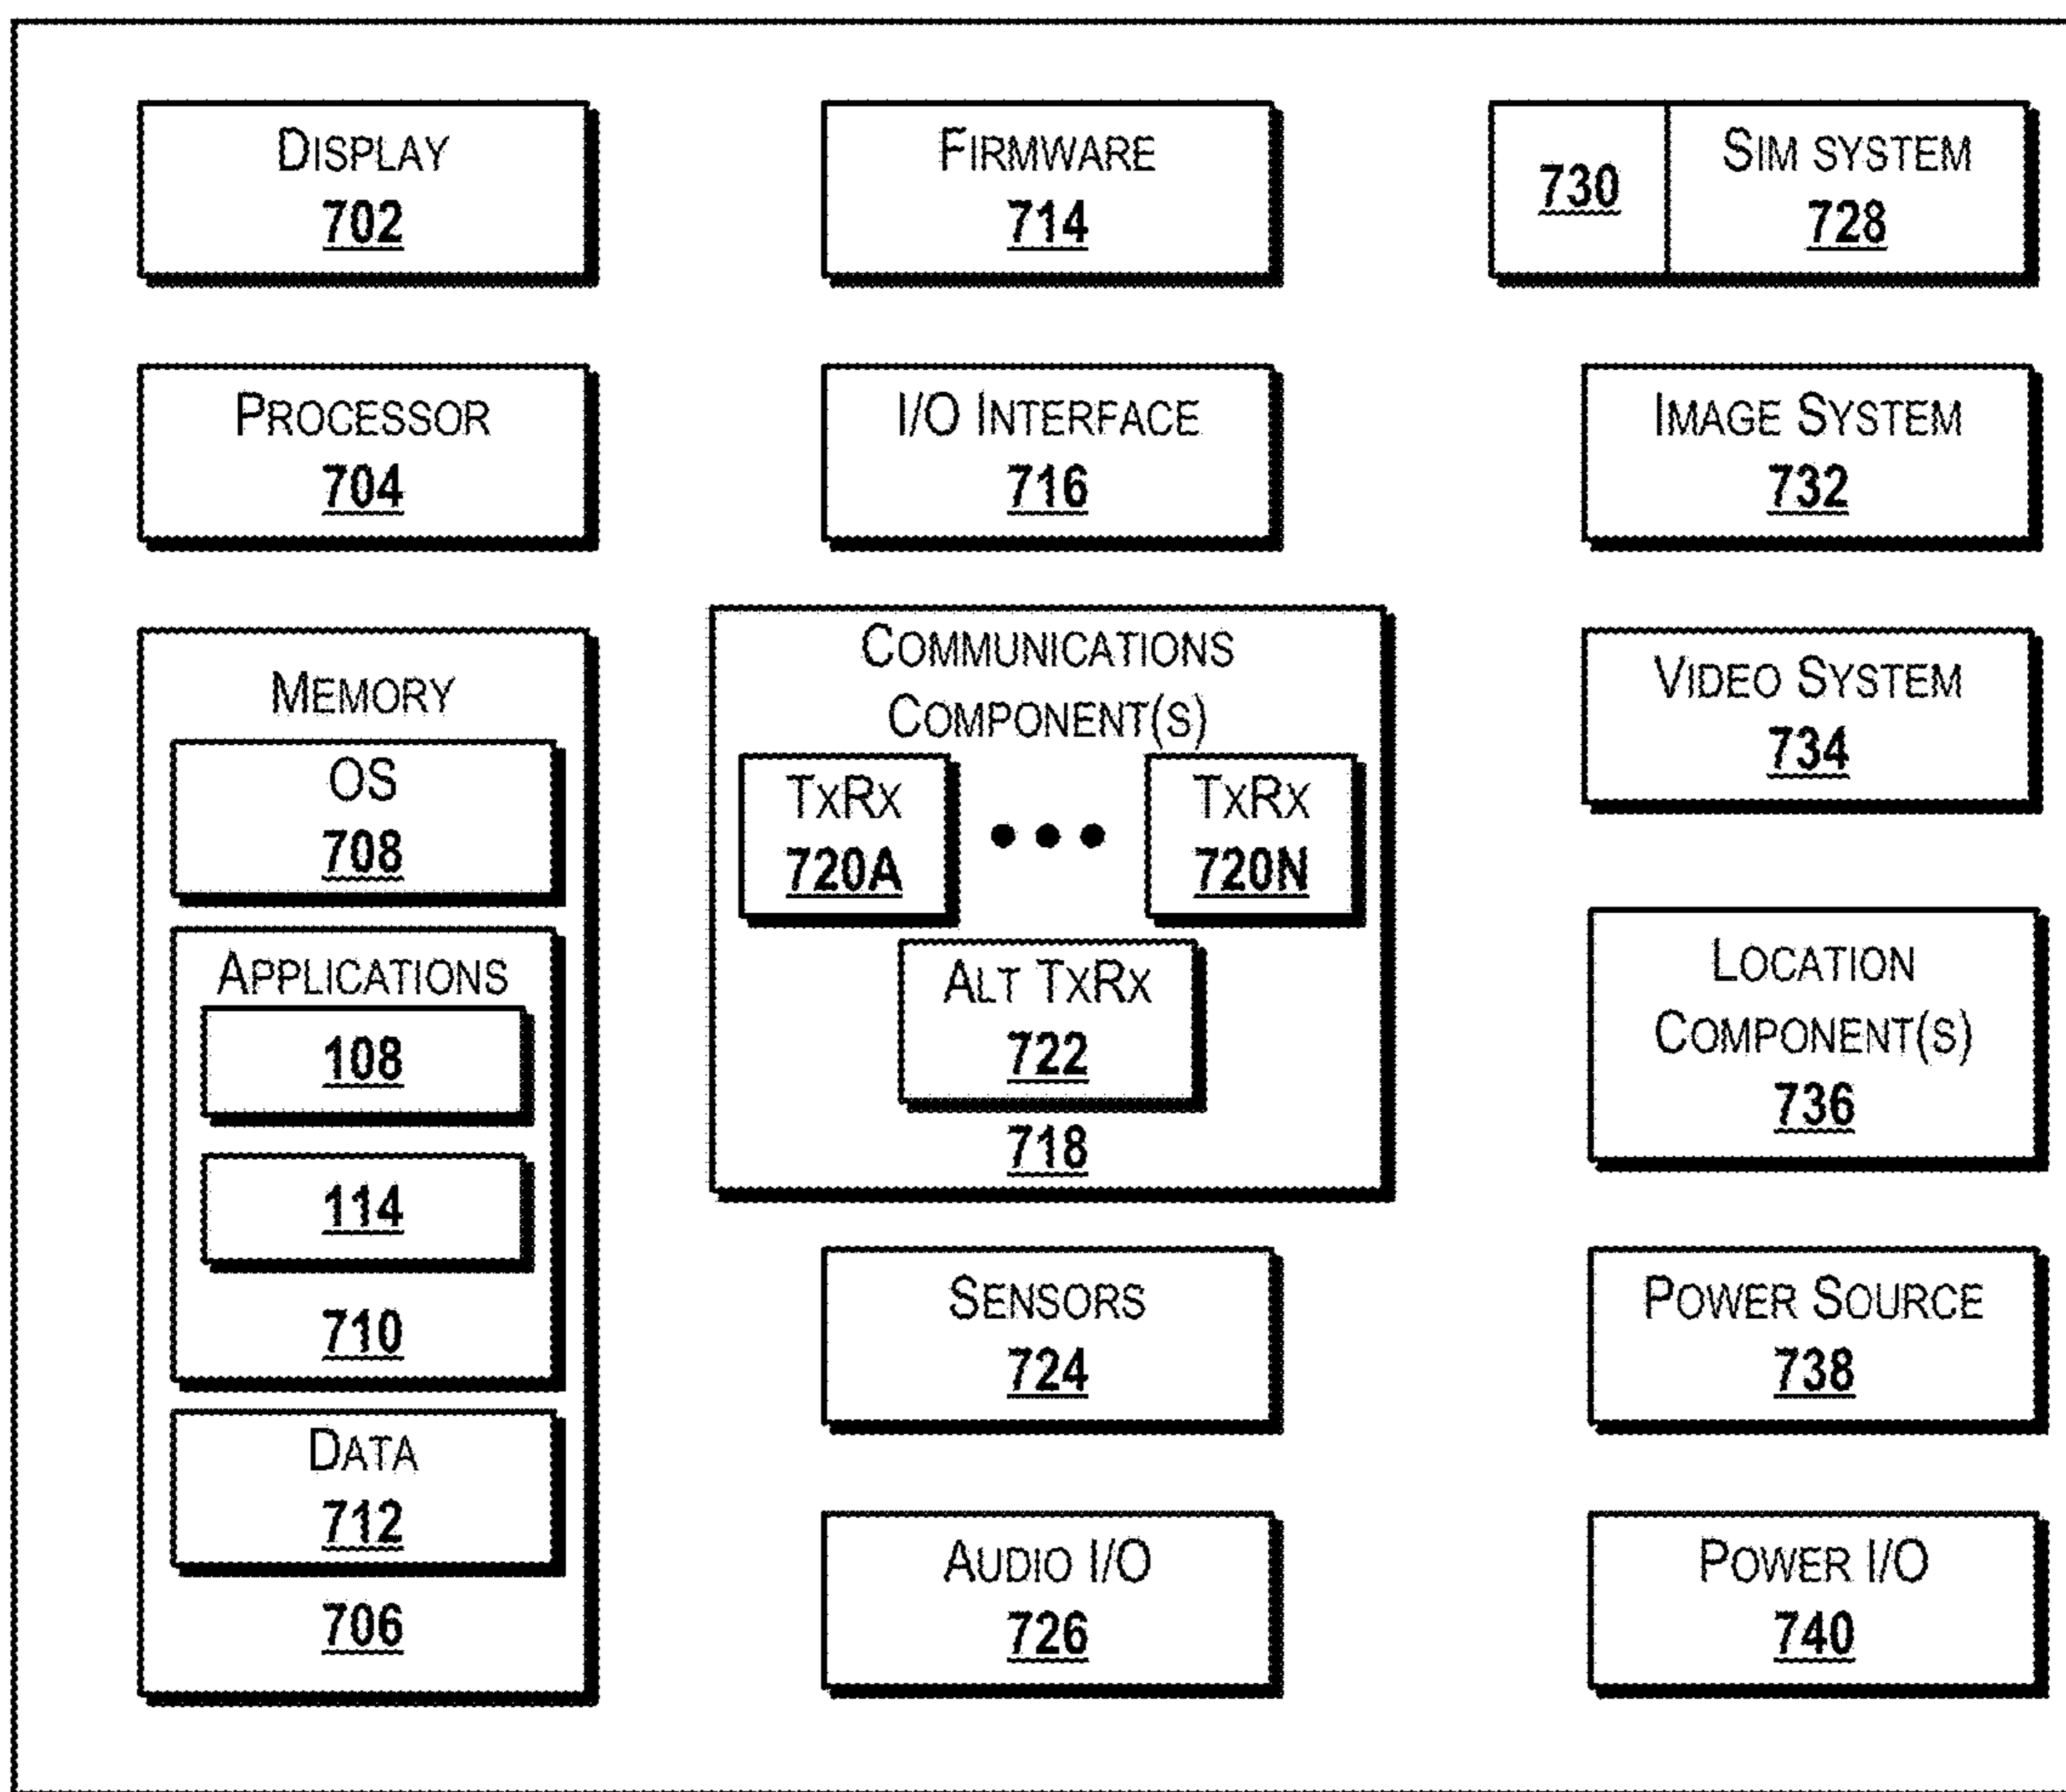 DISPLAY
702
PROCESSOR
704
MEMORY
OS
708
APPLICATIONS
108
114
710
DATA
712
706
FIRMWARE
714
I/O INTERFACE
716
COMMUNICATIONS
COMPONENT(S)
TXRX
720A
TXRX
720N
ALT TXRX
722
718
SENSORS
724
AUDIO I/O
726
730
SIM SYSTEM
728
IMAGE SYSTEM
732
VIDEO SYSTEM
734
LOCATION
COMPONENT(S)
736
POWER SOURCE
738
POWER I/O
740